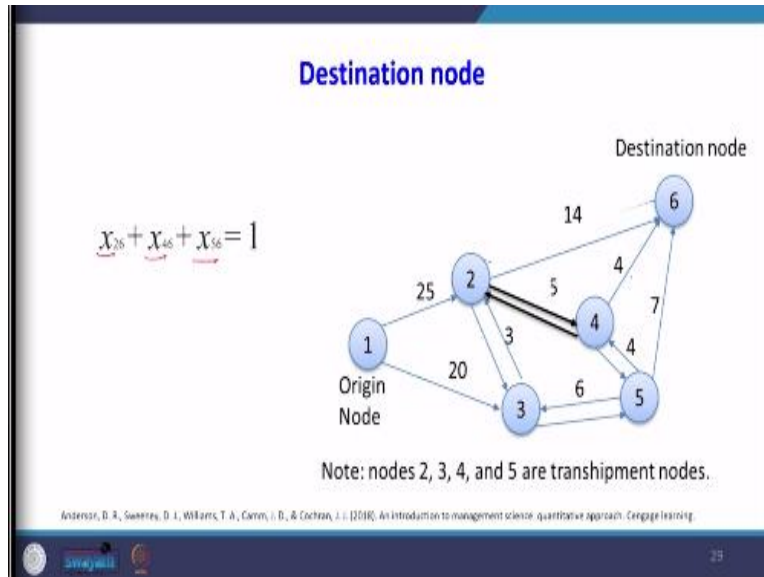 Destination node
Destination node
x₂₆ + x₄₆ + x₅₆ = 1
6
14
2
5
4
25
4
7
1
3
4
20
6
5
Origin
Node
3
Note: nodes 2, 3, 4, and 5 are transhipment nodes.
Anderson, D. R., Sweeney, D. J., Williams, T. A., Camm, J. D., & Cochran, J. J. (2018). An introduction to management science: quantitative approach. Cengage learning.
swayam
29